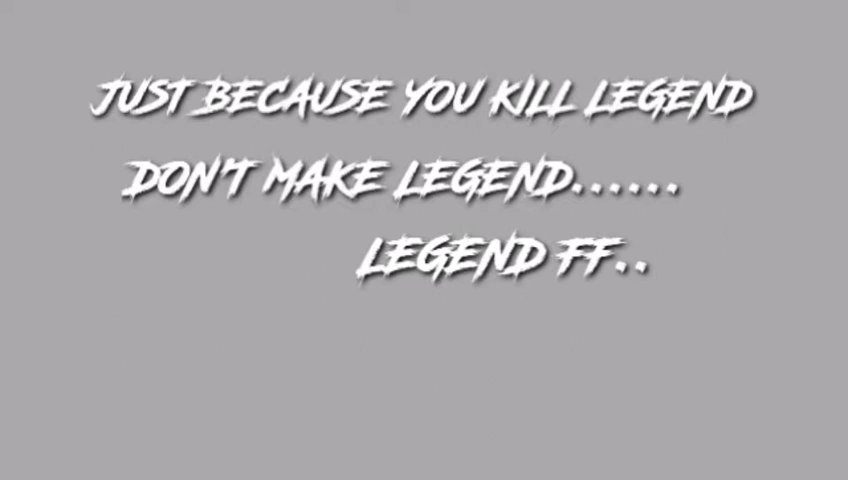 JUST BECAUSE YOU KILL LEGEND
DON'T MAKE LEGEND......
LEGEND FF..